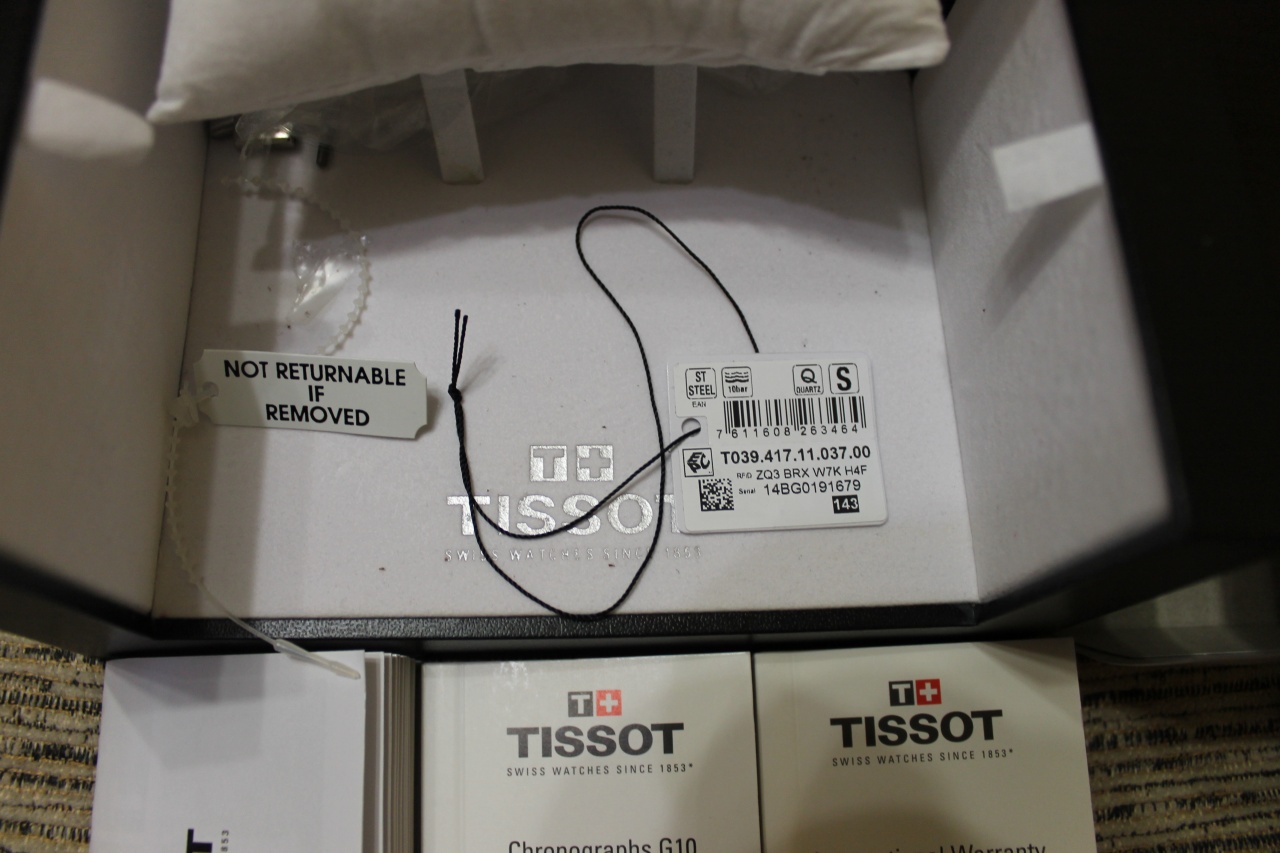 NOT RETURNABLE
IF
REMOVED
ST
STEEL
10bar
Q
QUARTZ
S
EAN
7 611608 263464
T039.417.11.037.00
RFID ZQ3 BRX W7K H4F
Serial 14BG0191679
143
T+
TISSOT
SWISS WATCHES SINCE 1853
T+
TISSOT
SWISS WATCHES SINCE 1853*
Chronographs G10
T+
TISSOT
SWISS WATCHES SINCE 1853*
Warranty
T
853